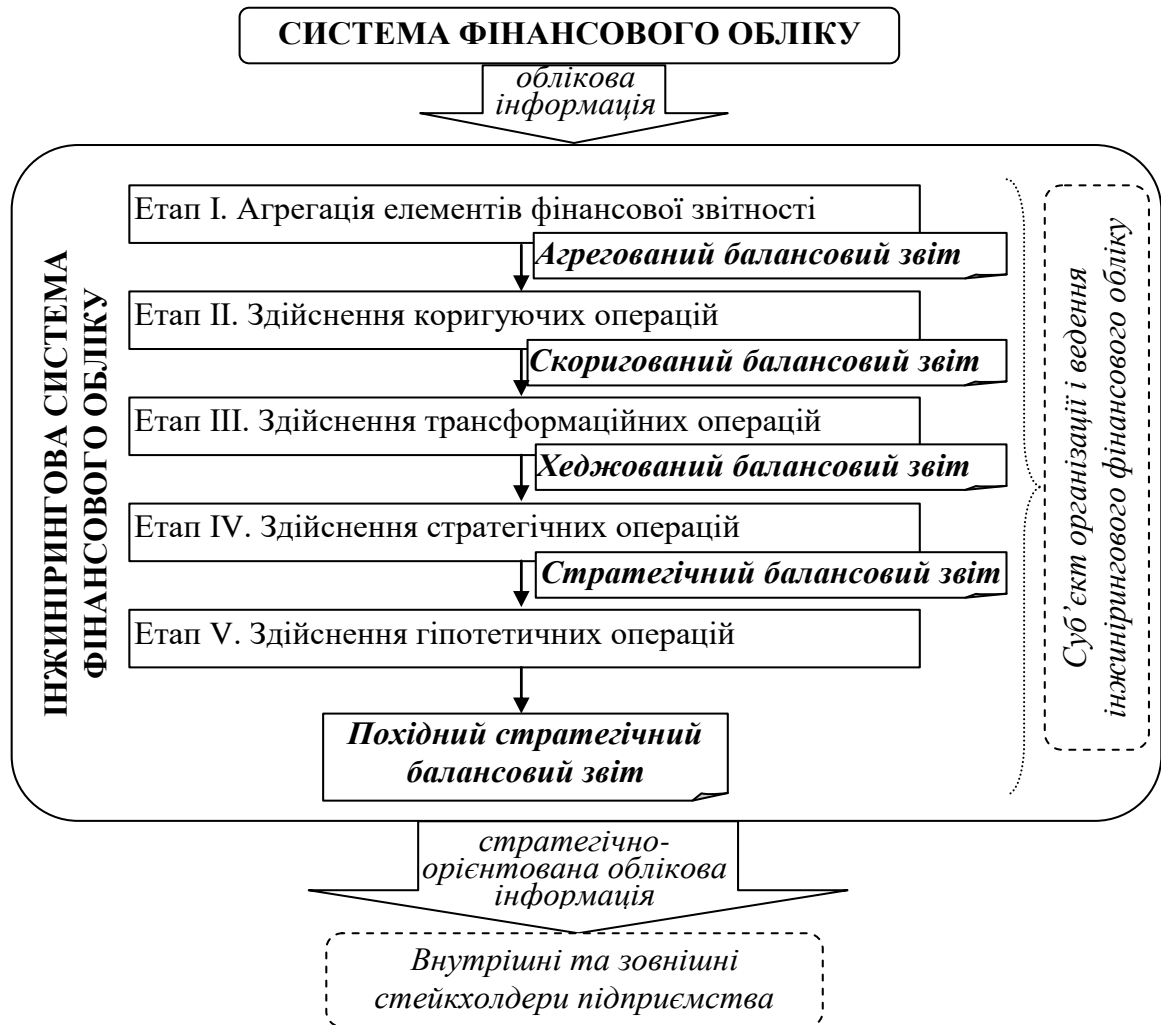 СИСТЕМА ФІНАНСОВОГО ОБЛІКУ
облікова
інформація
ІНЖИНІРИНГОВА СИСТЕМА
ФІНАНСОВОГО ОБЛІКУ
Етап І. Агрегація елементів фінансової звітності
Агрегований балансовий звіт
Етап ІІ. Здійснення коригуючих операцій
Скоригований балансовий звіт
Етап ІІІ. Здійснення трансформаційних операцій
Хеджований балансовий звіт
Етап IV. Здійснення стратегічних операцій
Стратегічний балансовий звіт
Етап V. Здійснення гіпотетичних операцій
Похідний стратегічний
балансовий звіт
Суб’єкт організації і ведення
інжинірингового фінансового обліку
стратегічно-
орієнтована облікова
інформація
Внутрішні та зовнішні
стейкхолдери підприємства